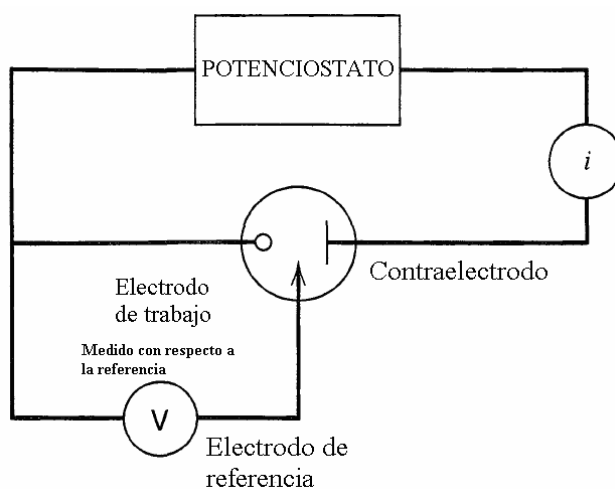 POTENCIOSTATO
i
Contraelectrodo
Electrodo
de trabajo
Medido con respecto a
la referencia
V
Electrodo de
referencia